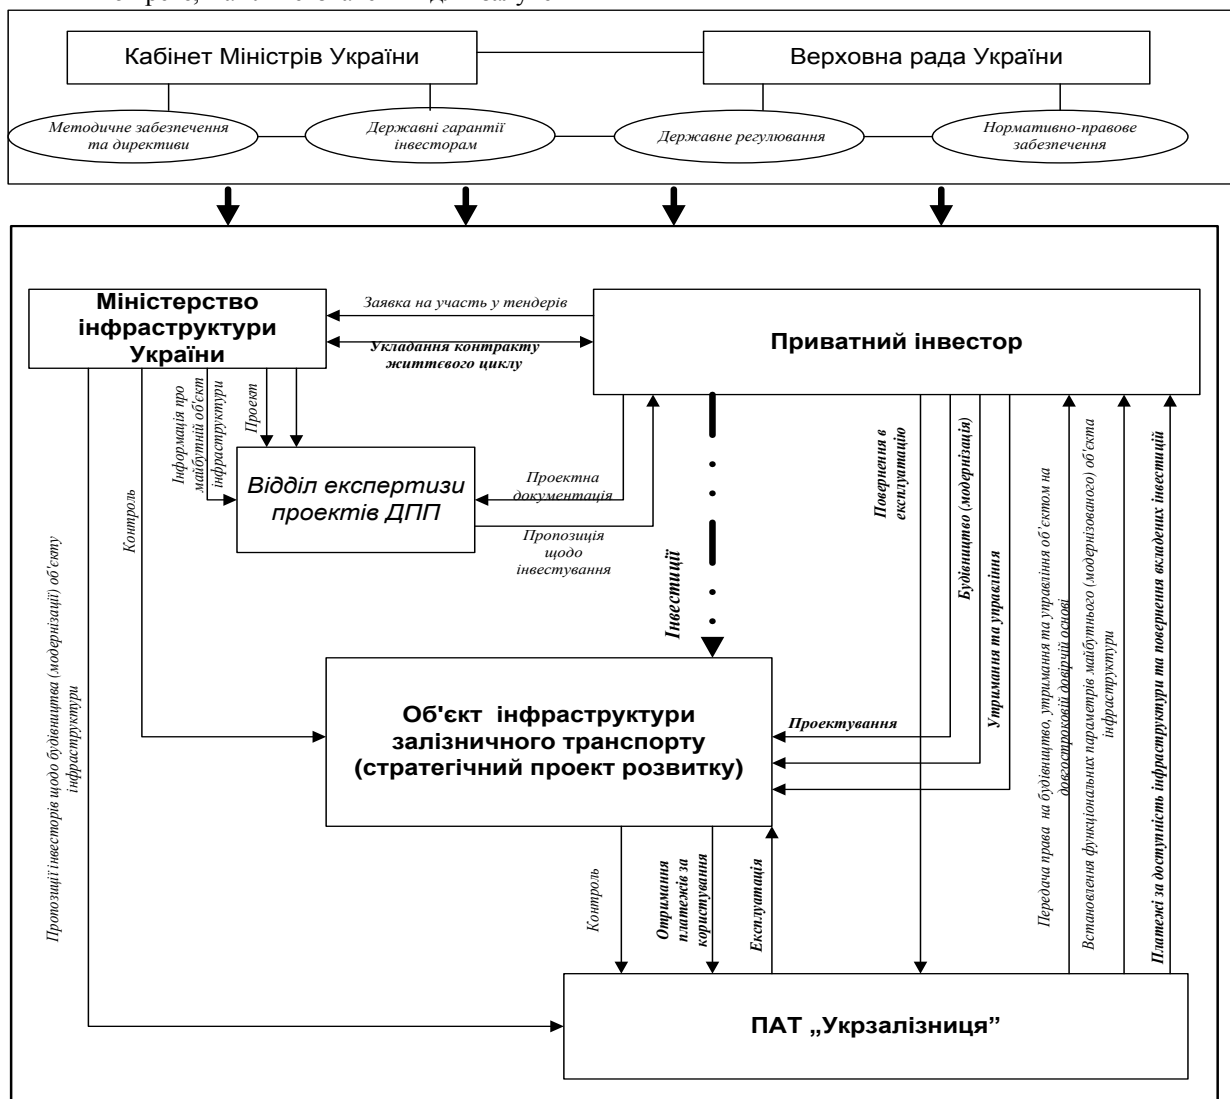 Кабінет Міністрів України
Верховна рада України
Методичне забезпечення
та директиви
Державні гарантії
інвесторам
Державне регулювання
Нормативно-правове
забезпечення
Міністерство
інфраструктури
України
Заявка на участь у тендерів
Укладання контракту
життєвого циклу
Приватний інвестор
Інформація про
майбутній об'єкт
інфраструктури
Проект
Відділ експертизи
проектів ДПП
Проектна
документація
Пропозиція
щодо
інвестування
Контроль
Пропозиції інвесторів щодо будівництва (модернізації) об'єкту
інфраструктури
Інвестиції
Повернення в
експлуатацію
Будівництво (модернізація)
Утримання та управління
Проектування
Передача права на будівництво, утримання та управління об'єктом на
довгостроковій довірчій основі
Встановлення функціональних параметрів майбутнього (модернізованого) об'єкта
інфраструктури
Платежі за доступність інфраструктури та повернення вкладених інвестицій
Об'єкт інфраструктури
залізничного транспорту
(стратегічний проект розвитку)
Контроль
Отримання
платежів за
користування
Експлуатація
ПАТ „Укрзалізниця”